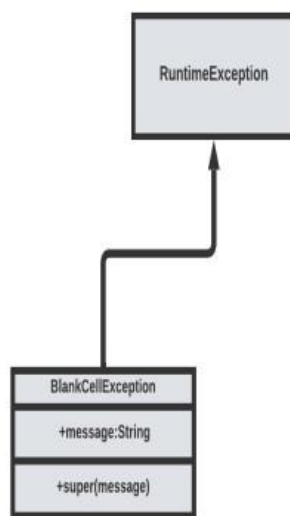 RuntimeException
BlankCellException
+message:String
+super(message)